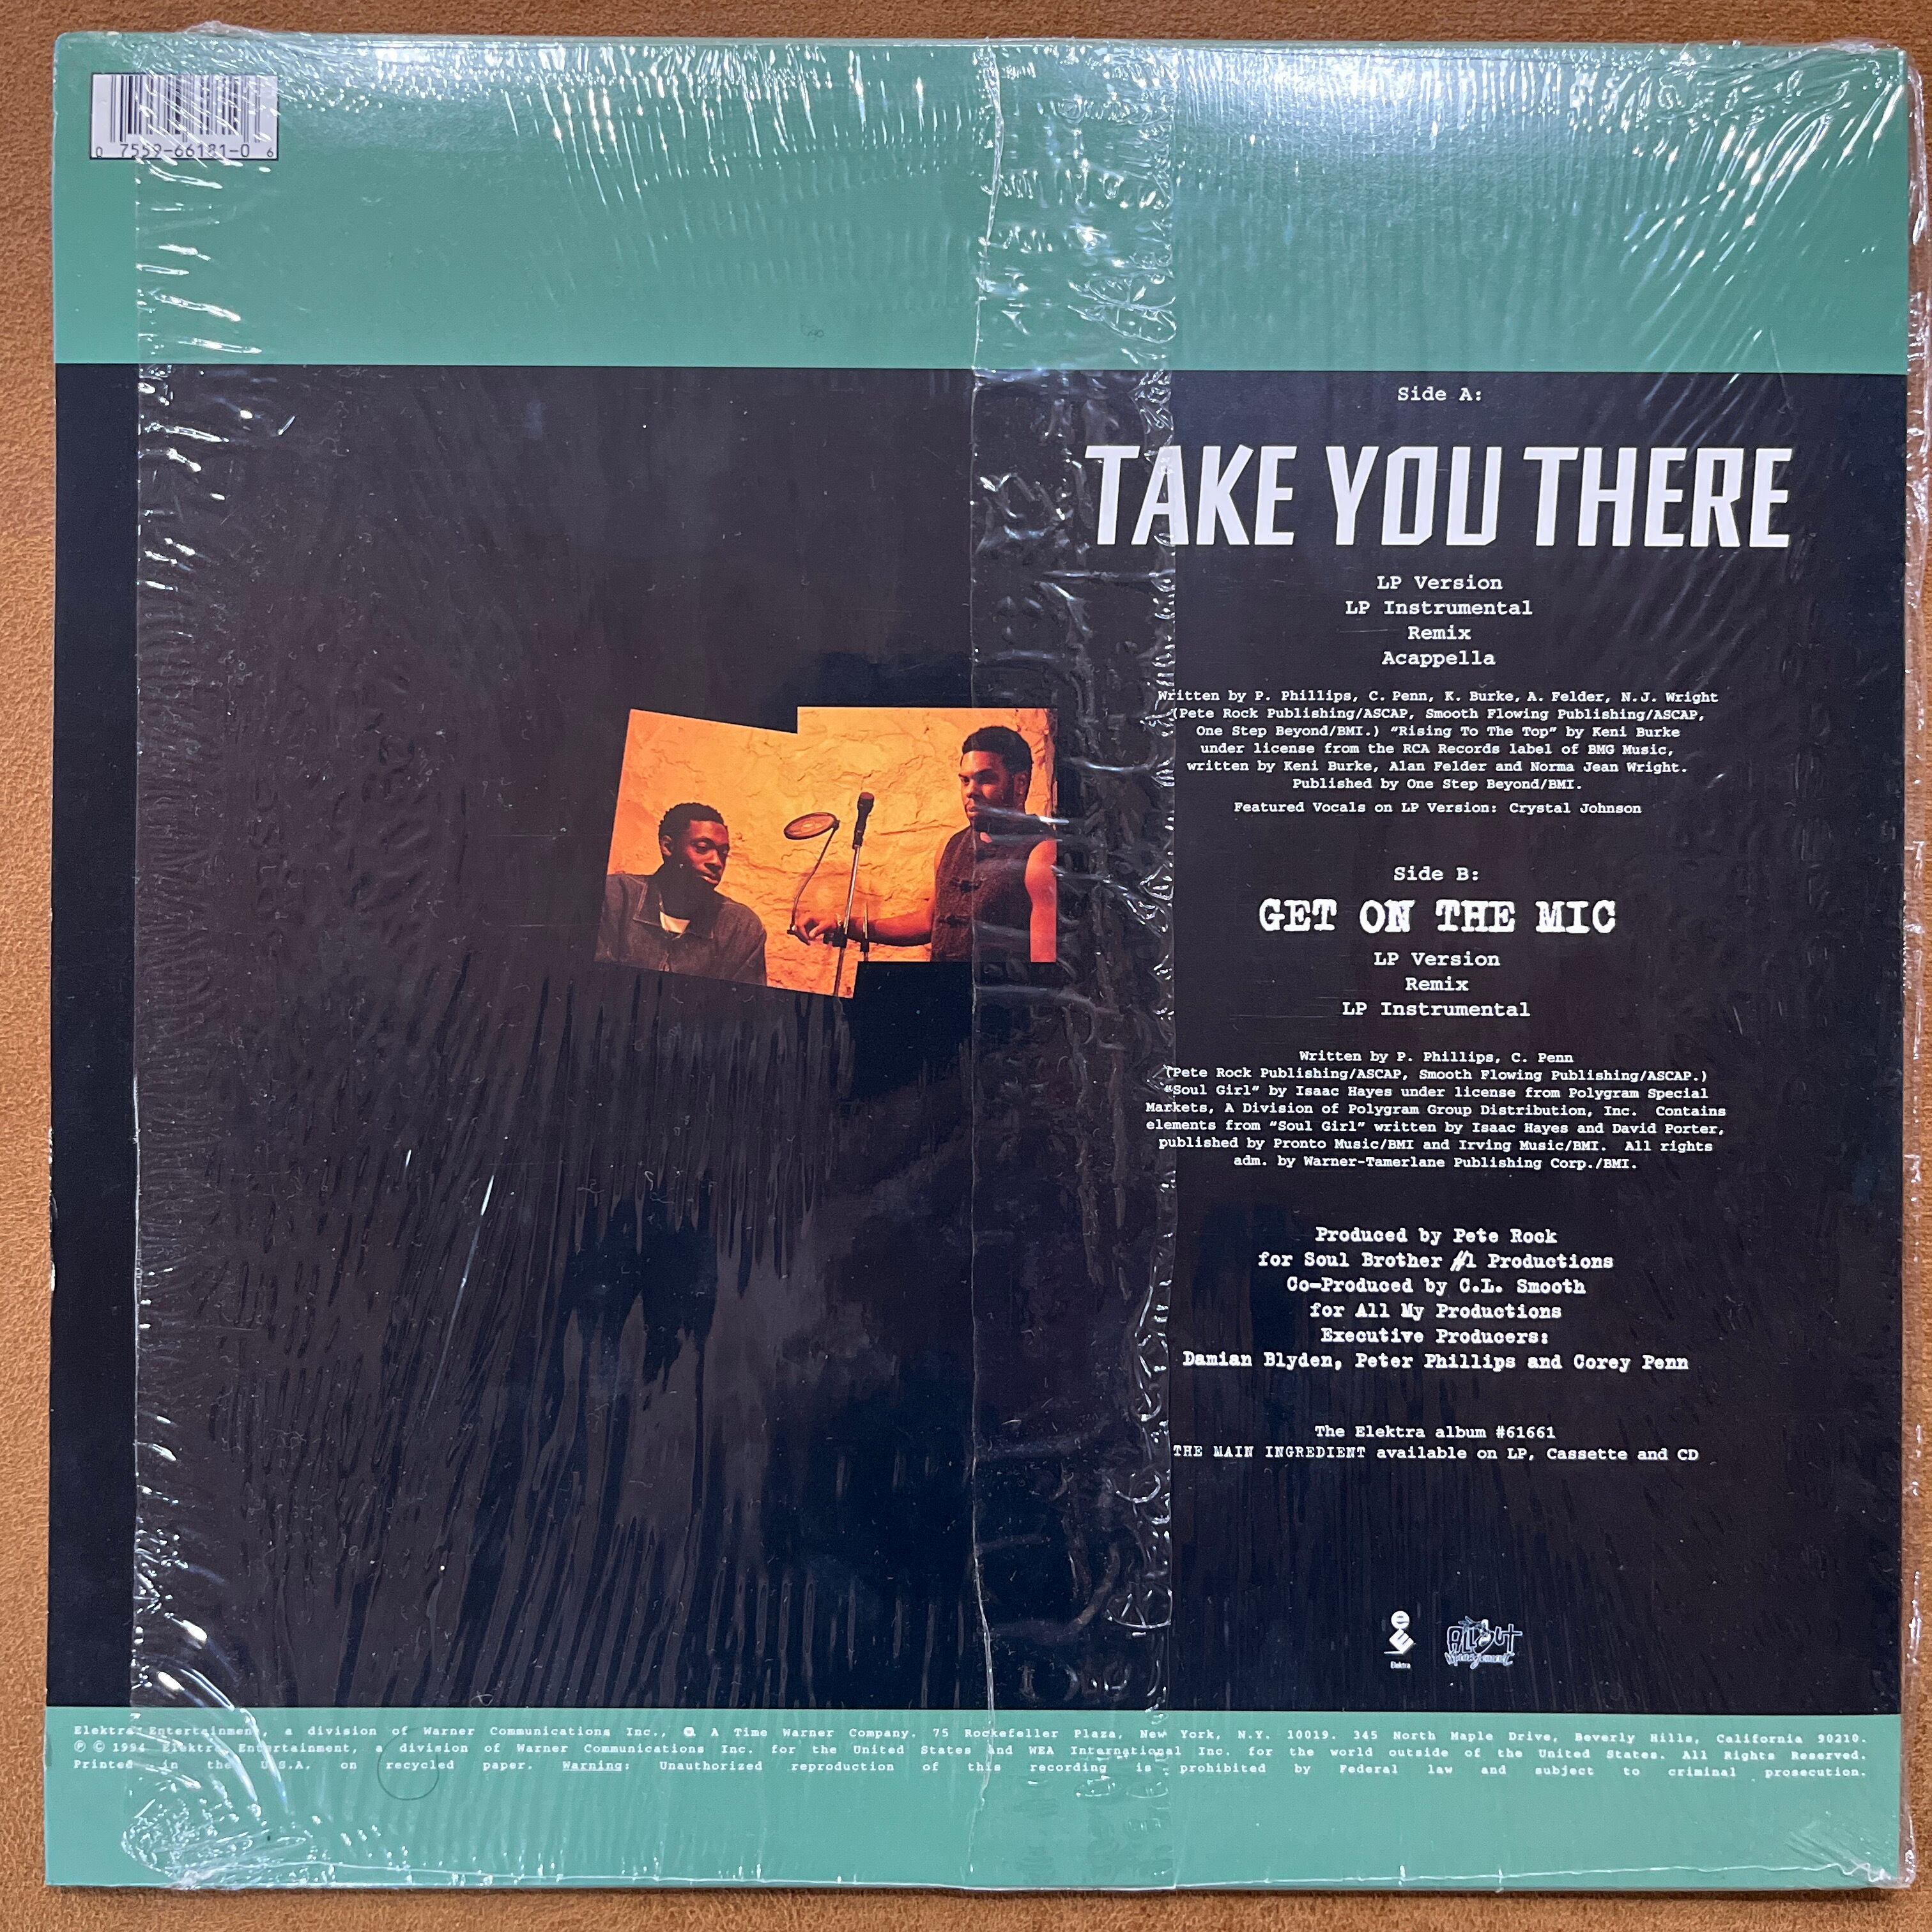 0 7559-66181-0 6
Side A:
TAKE YOU THERE
LP Version
LP Instrumental
Remix
Acappella
Written by P. Phillips, C. Penn, K. Burke, A. Felder, N.J. Wright
(Pete Rock Publishing/ASCAP, Smooth Flowing Publishing/ASCAP,
One Step Beyond/BMI.) “Rising To The Top” by Keni Burke
under license from the RCA Records label of BMG Music,
written by Keni Burke, Alan Felder and Norma Jean Wright.
Published by One Step Beyond/BMI.
Featured Vocals on LP Version: Crystal Johnson
Side B:
GET ON THE MIC
LP Version
Remix
LP Instrumental
Written by P. Phillips, C. Penn
(Pete Rock Publishing/ASCAP, Smooth Flowing Publishing/ASCAP.)
“Soul Girl” by Isaac Hayes under license from Polygram Special
Markets, A Division of Polygram Group Distribution, Inc. Contains
elements from “Soul Girl” written by Isaac Hayes and David Porter,
published by Pronto Music/BMI and Irving Music/BMI. All rights
adm. by Warner-Tamerlane Publishing Corp./BMI.
Produced by Pete Rock
for Soul Brother #1 Productions
Co-Produced by C.L. Smooth
for All My Productions
Executive Producers:
Damian Blyden, Peter Phillips and Corey Penn
The Elektra album #61661
THE MAIN INGREDIENT available on LP, Cassette and CD
Elektra
All Out
Management
Elektra Entertainment, a division of Warner Communications Inc., A Time Warner Company. 75 Rockefeller Plaza, New York, N.Y. 10019. 345 North Maple Drive, Beverly Hills, California 90210.
℗ © 1994 Elektra Entertainment, a division of Warner Communications Inc. for the United States and WEA International Inc. for the world outside of the United States. All Rights Reserved.
Printed in the U.S.A. on recycled paper. Warning: Unauthorized reproduction of this recording is prohibited by Federal law and subject to criminal prosecution.